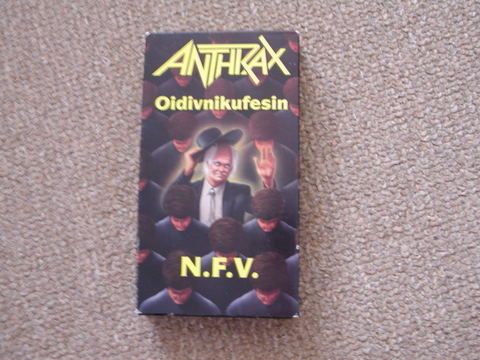 ANTHRAX
Oidivnikufesin
N.F.V.